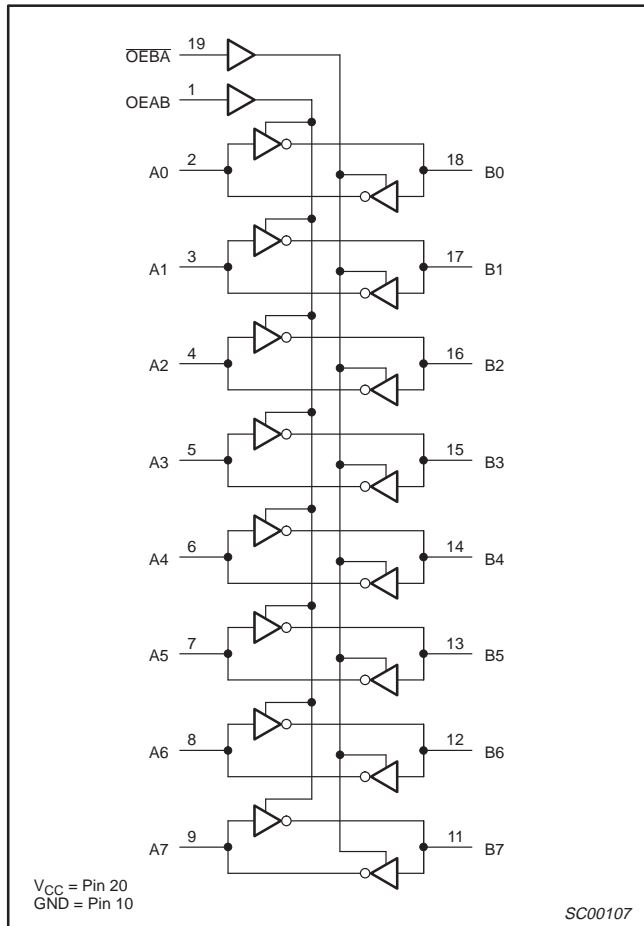 OEBA 19
OEAB 1
A0 2 18 B0
A1 3 17 B1
A2 4 16 B2
A3 5 15 B3
A4 6 14 B4
A5 7 13 B5
A6 8 12 B6
A7 9 11 B7
VCC = Pin 20
GND = Pin 10
SC00107